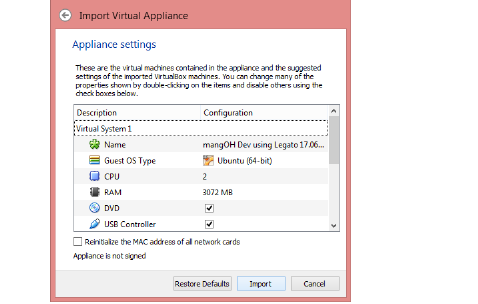 Import Virtual Appliance
Appliance settings
These are the virtual machines contained in the appliance and the suggested
settings of the imported VirtualBox machines. You can change many of the
properties shown by double-clicking on the items and disable others using the
check boxes below.
Description Configuration
Virtual System 1
Name mangOH Dev using Legato 17.06...
Guest OS Type Ubuntu (64-bit)
CPU 2
RAM 3072 MB
DVD
USB Controller
Reinitialize the MAC address of all network cards
Appliance is not signed
Restore Defaults Import Cancel